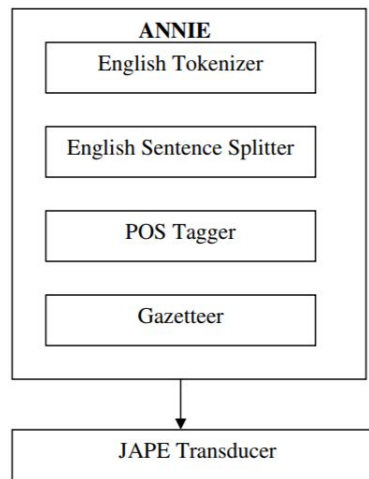 ANNIE
English Tokenizer
English Sentence Splitter
POS Tagger
Gazetteer
JAPE Transducer